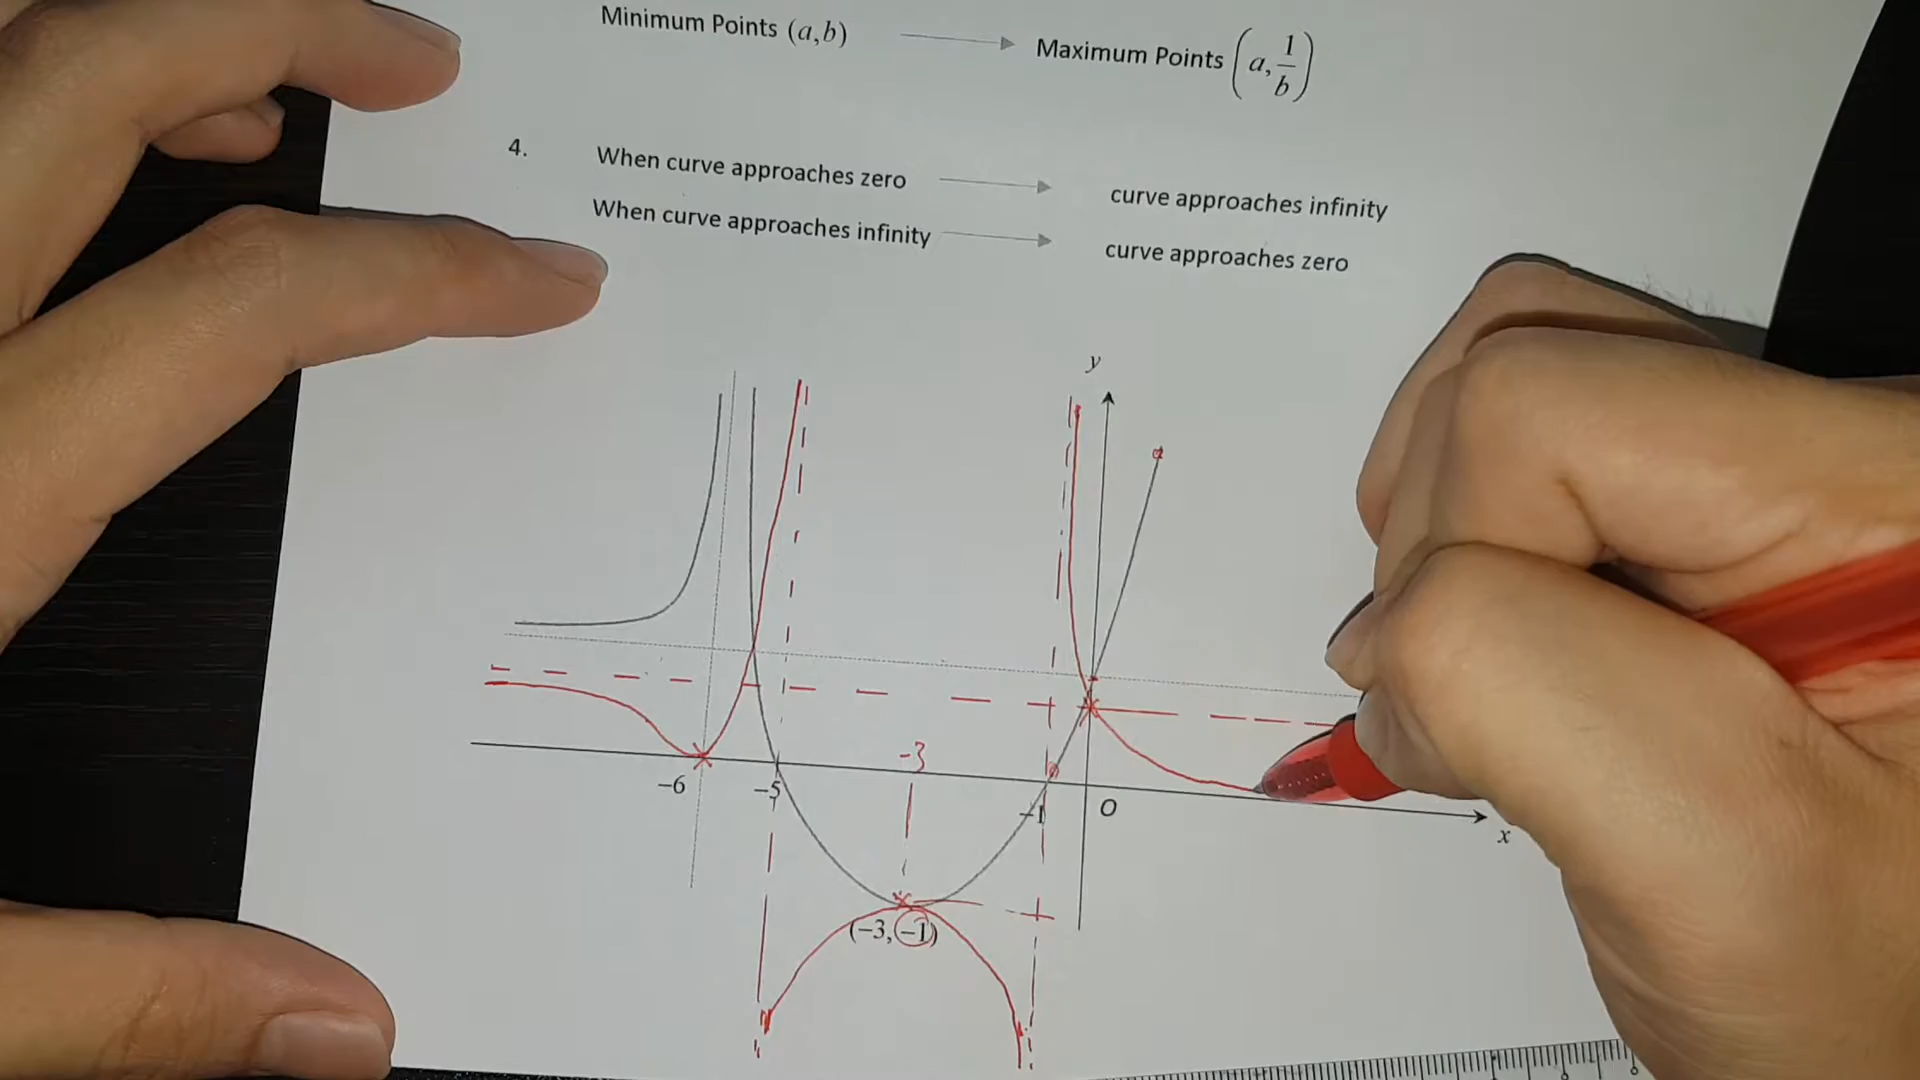 Minimum Points (a,b) Maximum Points (a, 1/b)
4. When curve approaches zero curve approaches infinity
When curve approaches infinity curve approaches zero
y
-3
−6 −5 −1 O x
(−3,−1)